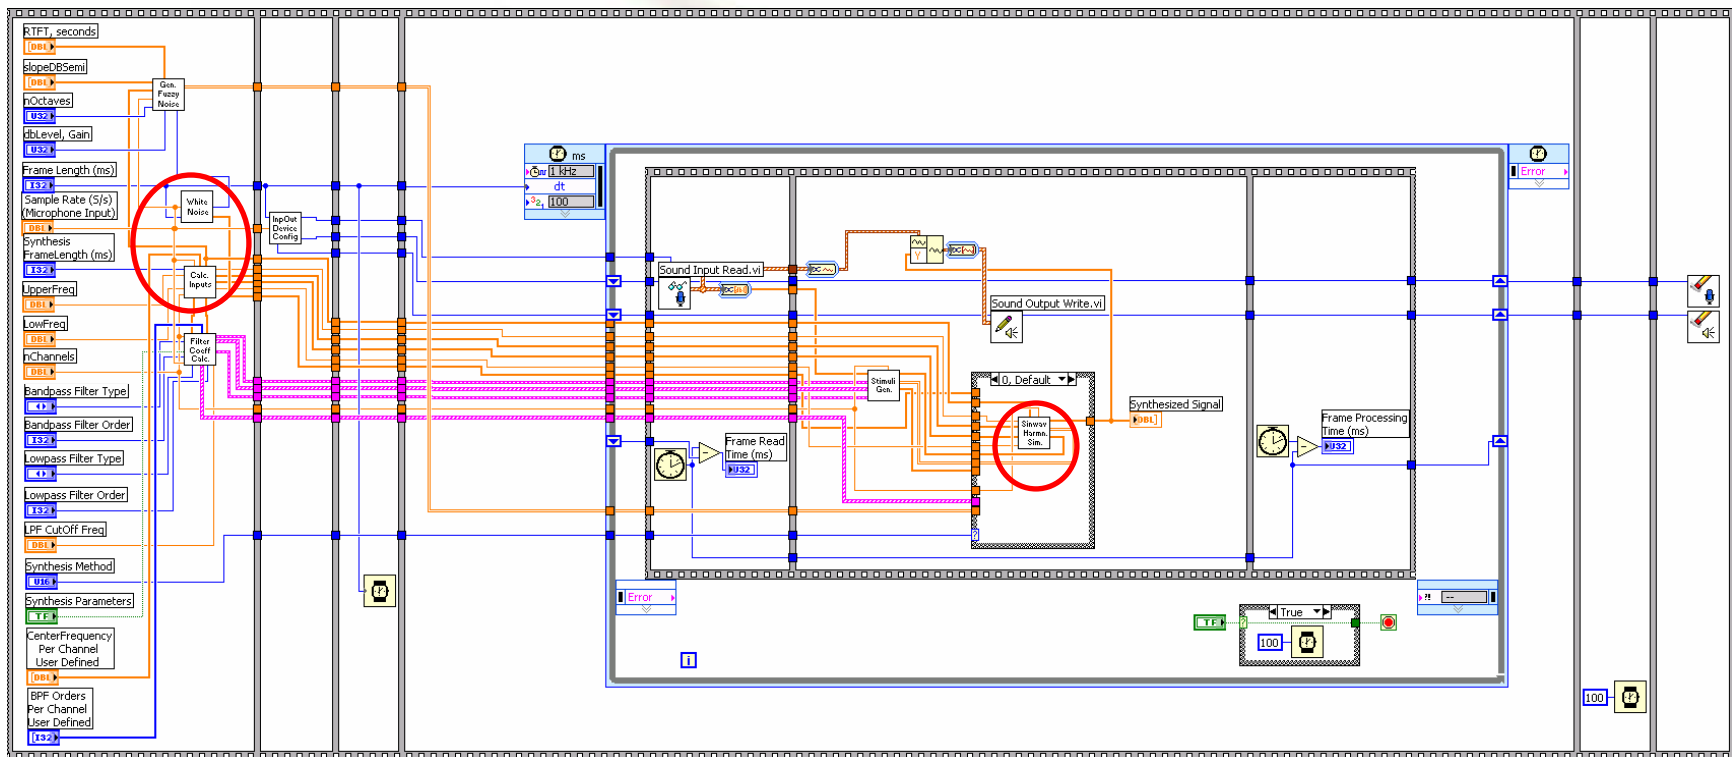 RTFT, seconds
[DBL]
slopeDBSemi
[DBL]
nOctaves
U32
dbLevel, Gain
U32
Frame Length (ms)
I32
Sample Rate (S/s)
(Microphone Input)
DBL
Synthesis
FrameLength (ms)
I32
UpperFreq
DBL
LowFreq
DBL
nChannels
DBL
Bandpass Filter Type
Bandpass Filter Order
I32
Lowpass Filter Type
Lowpass Filter Order
I32
LPF CutOff Freq
DBL
Synthesis Method
U16
Synthesis Parameters
TF
CenterFrequency
Per Channel
User Defined
[DBL]
BPF Orders
Per Channel
User Defined
[I32]
Gen.
Fuzzy
Noise
White
Noise
Calc.
Inputs
Filter
Coeff
Calc.
InpOut
Device
Config
ms
1 kHz
dt
100
Error
Sound Input Read.vi
Sound Output Write.vi
Y
Stimuli
Gen.
0, Default
Sinwav
Harmn.
Sim.
?
Synthesized Signal
DBL]
Frame Read
Time (ms)
U32
Frame Processing
Time (ms)
U32
Error
?! --
i
TF
?
True
100
100